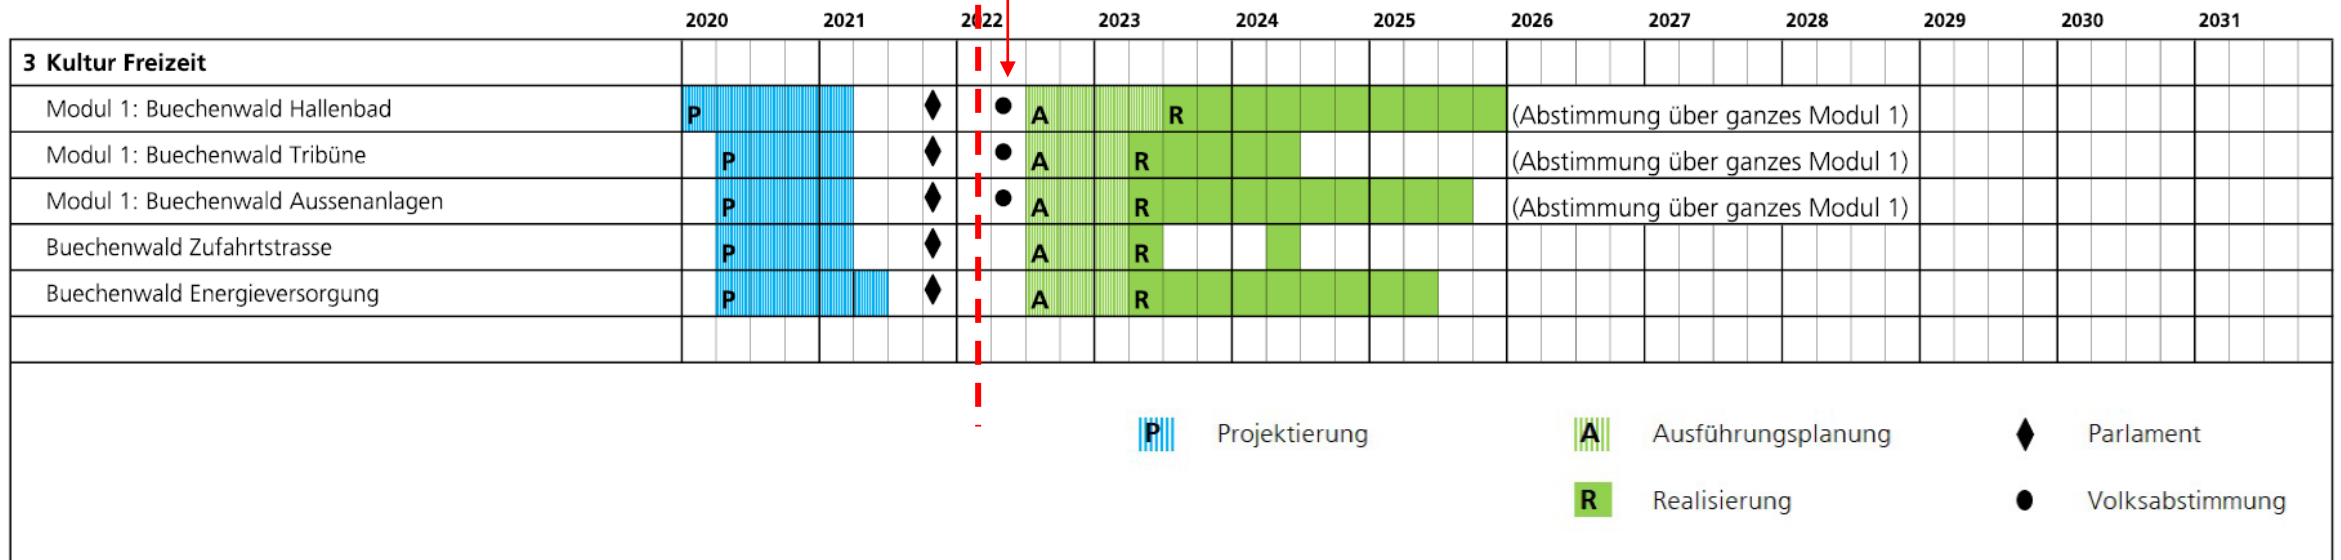 2020 2021 2022 2023 2024 2025 2026 2027 2028 2029 2030 2031
3 Kultur Freizeit
Modul 1: Buechenwald Hallenbad P A R (Abstimmung über ganzes Modul 1)
Modul 1: Buechenwald Tribüne P A R (Abstimmung über ganzes Modul 1)
Modul 1: Buechenwald Aussenanlagen P A R (Abstimmung über ganzes Modul 1)
Buechenwald Zufahrtstrasse P A R
Buechenwald Energieversorgung P A R
P Projektierung A Ausführungsplanung Parlament
R Realisierung Volksabstimmung